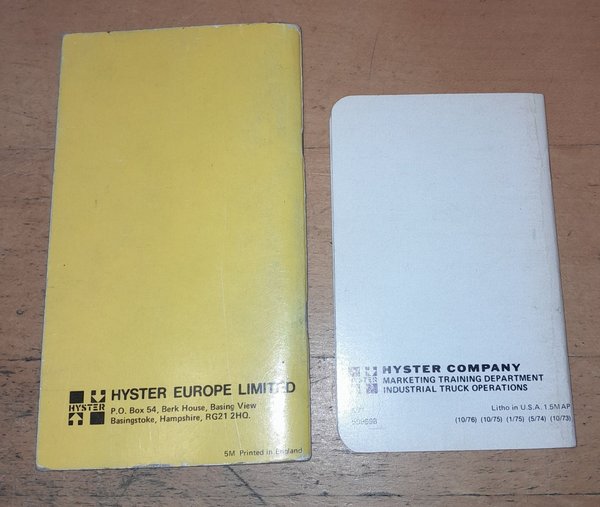 HYSTER
HYSTER EUROPE LIMITED
P.O. Box 54, Berk House, Basing View
Basingstoke, Hampshire, RG21 2HQ.
5M Printed in England
HYSTER
HYSTER COMPANY
MARKETING TRAINING DEPARTMENT
INDUSTRIAL TRUCK OPERATIONS
Litho in U.S.A. 1.5M AP
(10/76) (10/75) (1/75) (5/74) (10/73)